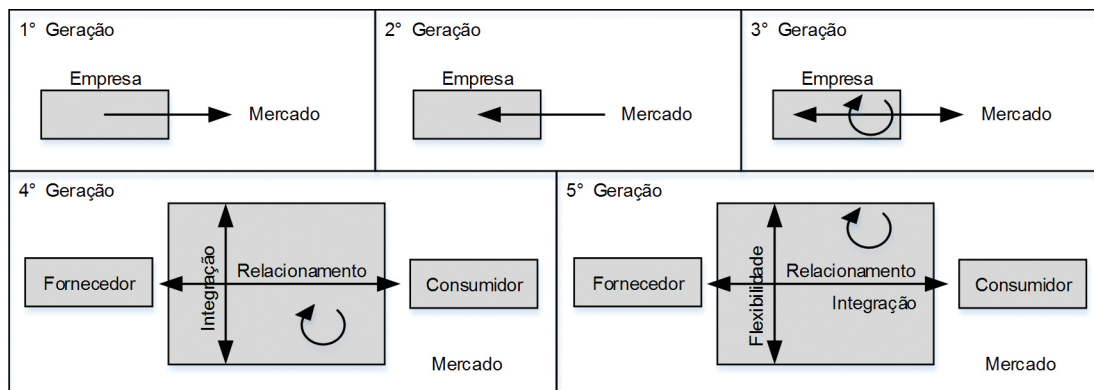 1° Geração
Empresa
Mercado
2° Geração
Empresa
Mercado
3° Geração
Empresa
Mercado
4° Geração
Fornecedor
Integração
Relacionamento
Consumidor
Mercado
5° Geração
Fornecedor
Flexibilidade
Relacionamento
Integração
Consumidor
Mercado